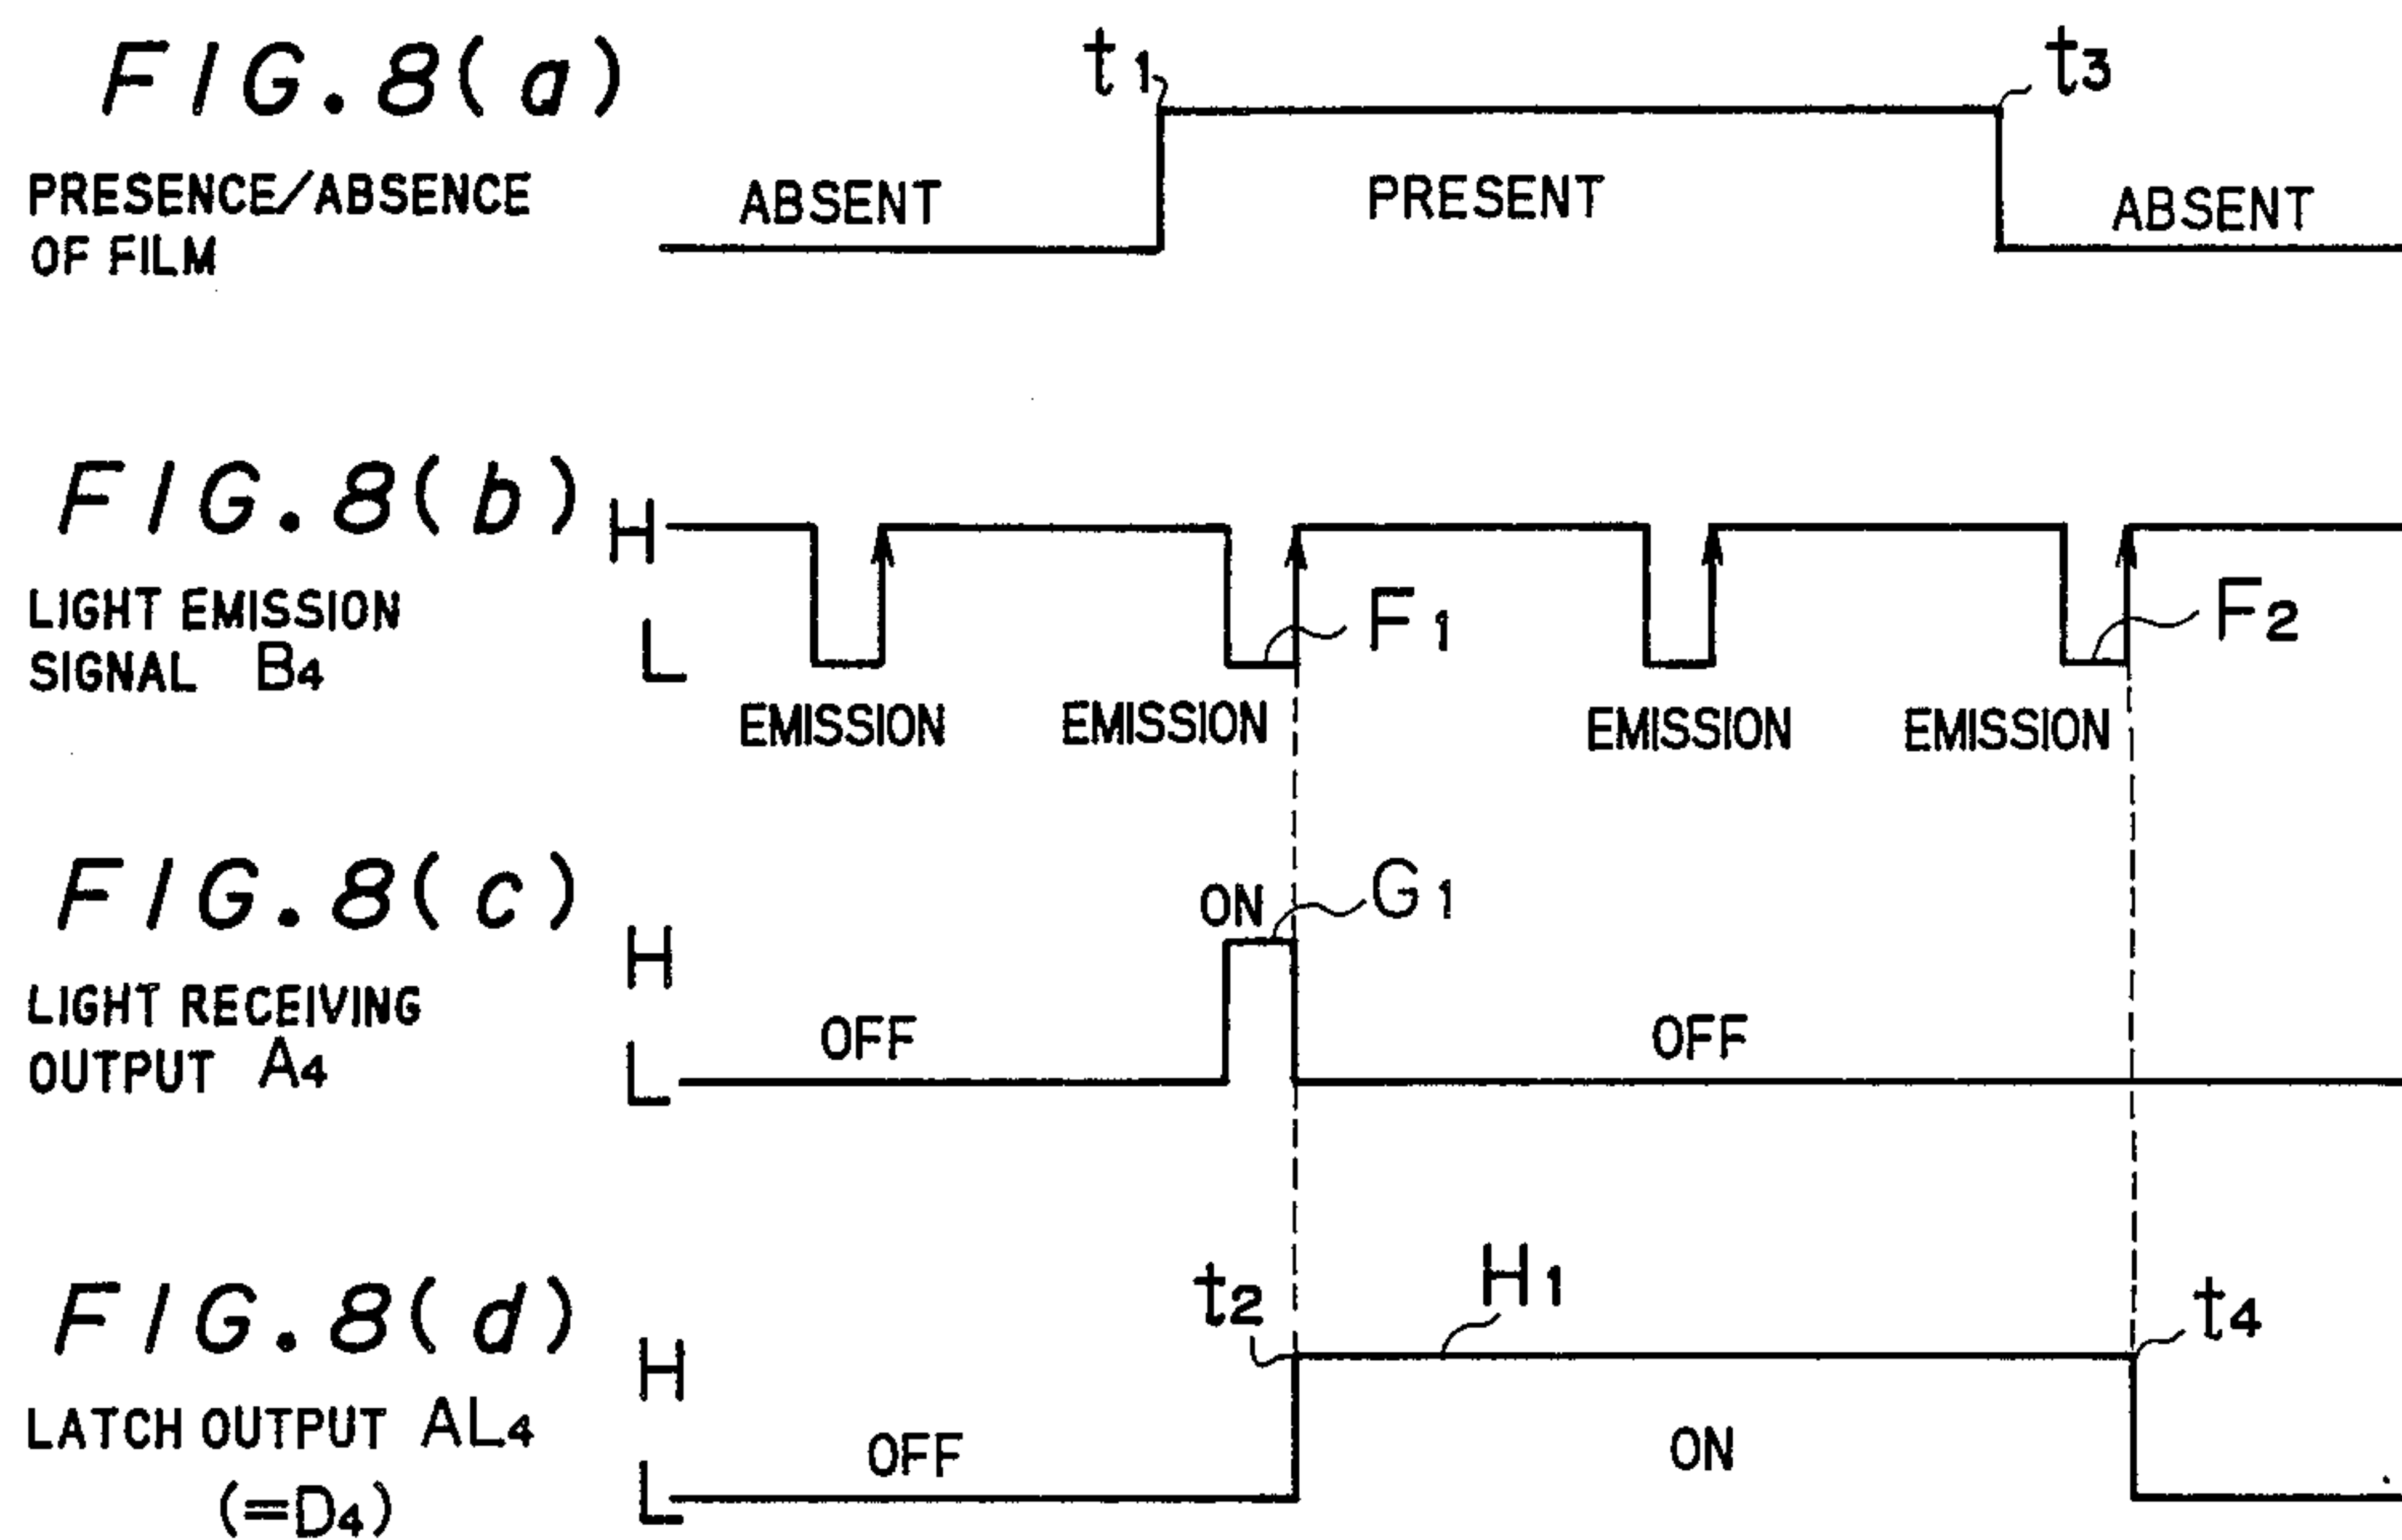 FIG.8(a)
PRESENCE/ABSENCE
OF FILM
t1
t3
ABSENT
PRESENT
ABSENT
FIG.8(b)
LIGHT EMISSION
SIGNAL B4
H
L
F1
F2
EMISSION
EMISSION
EMISSION
EMISSION
FIG.8(c)
LIGHT RECEIVING
OUTPUT A4
H
L
ON
G1
OFF
OFF
FIG.8(d)
LATCH OUTPUT AL4
(=D4)
H
L
t2
H1
t4
OFF
ON